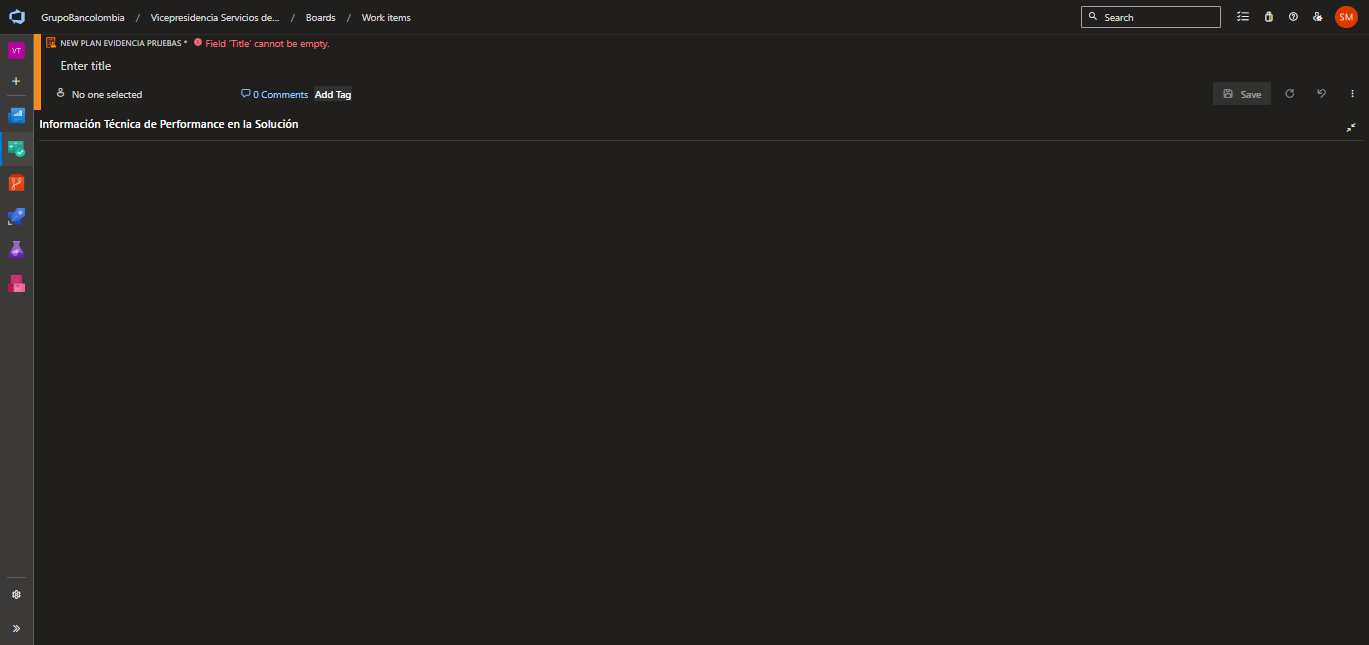 GrupoBancolombia / Vicepresidencia Servicios de... / Boards / Work items
Search
SM
VT
NEW PLAN EVIDENCIA PRUEBAS * Field 'Title' cannot be empty.
Enter title
No one selected
0 Comments
Add Tag
Save
Información Técnica de Performance en la Solución